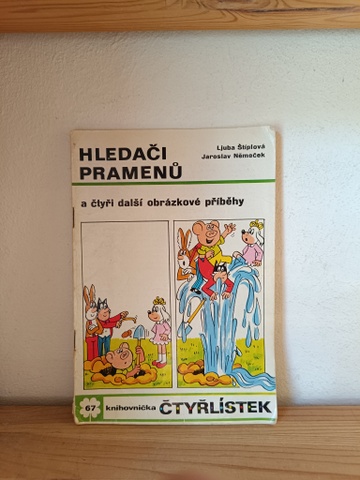 Ljuba Štíplová
Jaroslav Němeček
HLEDAČI
PRAMENŮ
a čtyři další obrázkové příběhy
67 knihovnička ČTYŘLÍSTEK